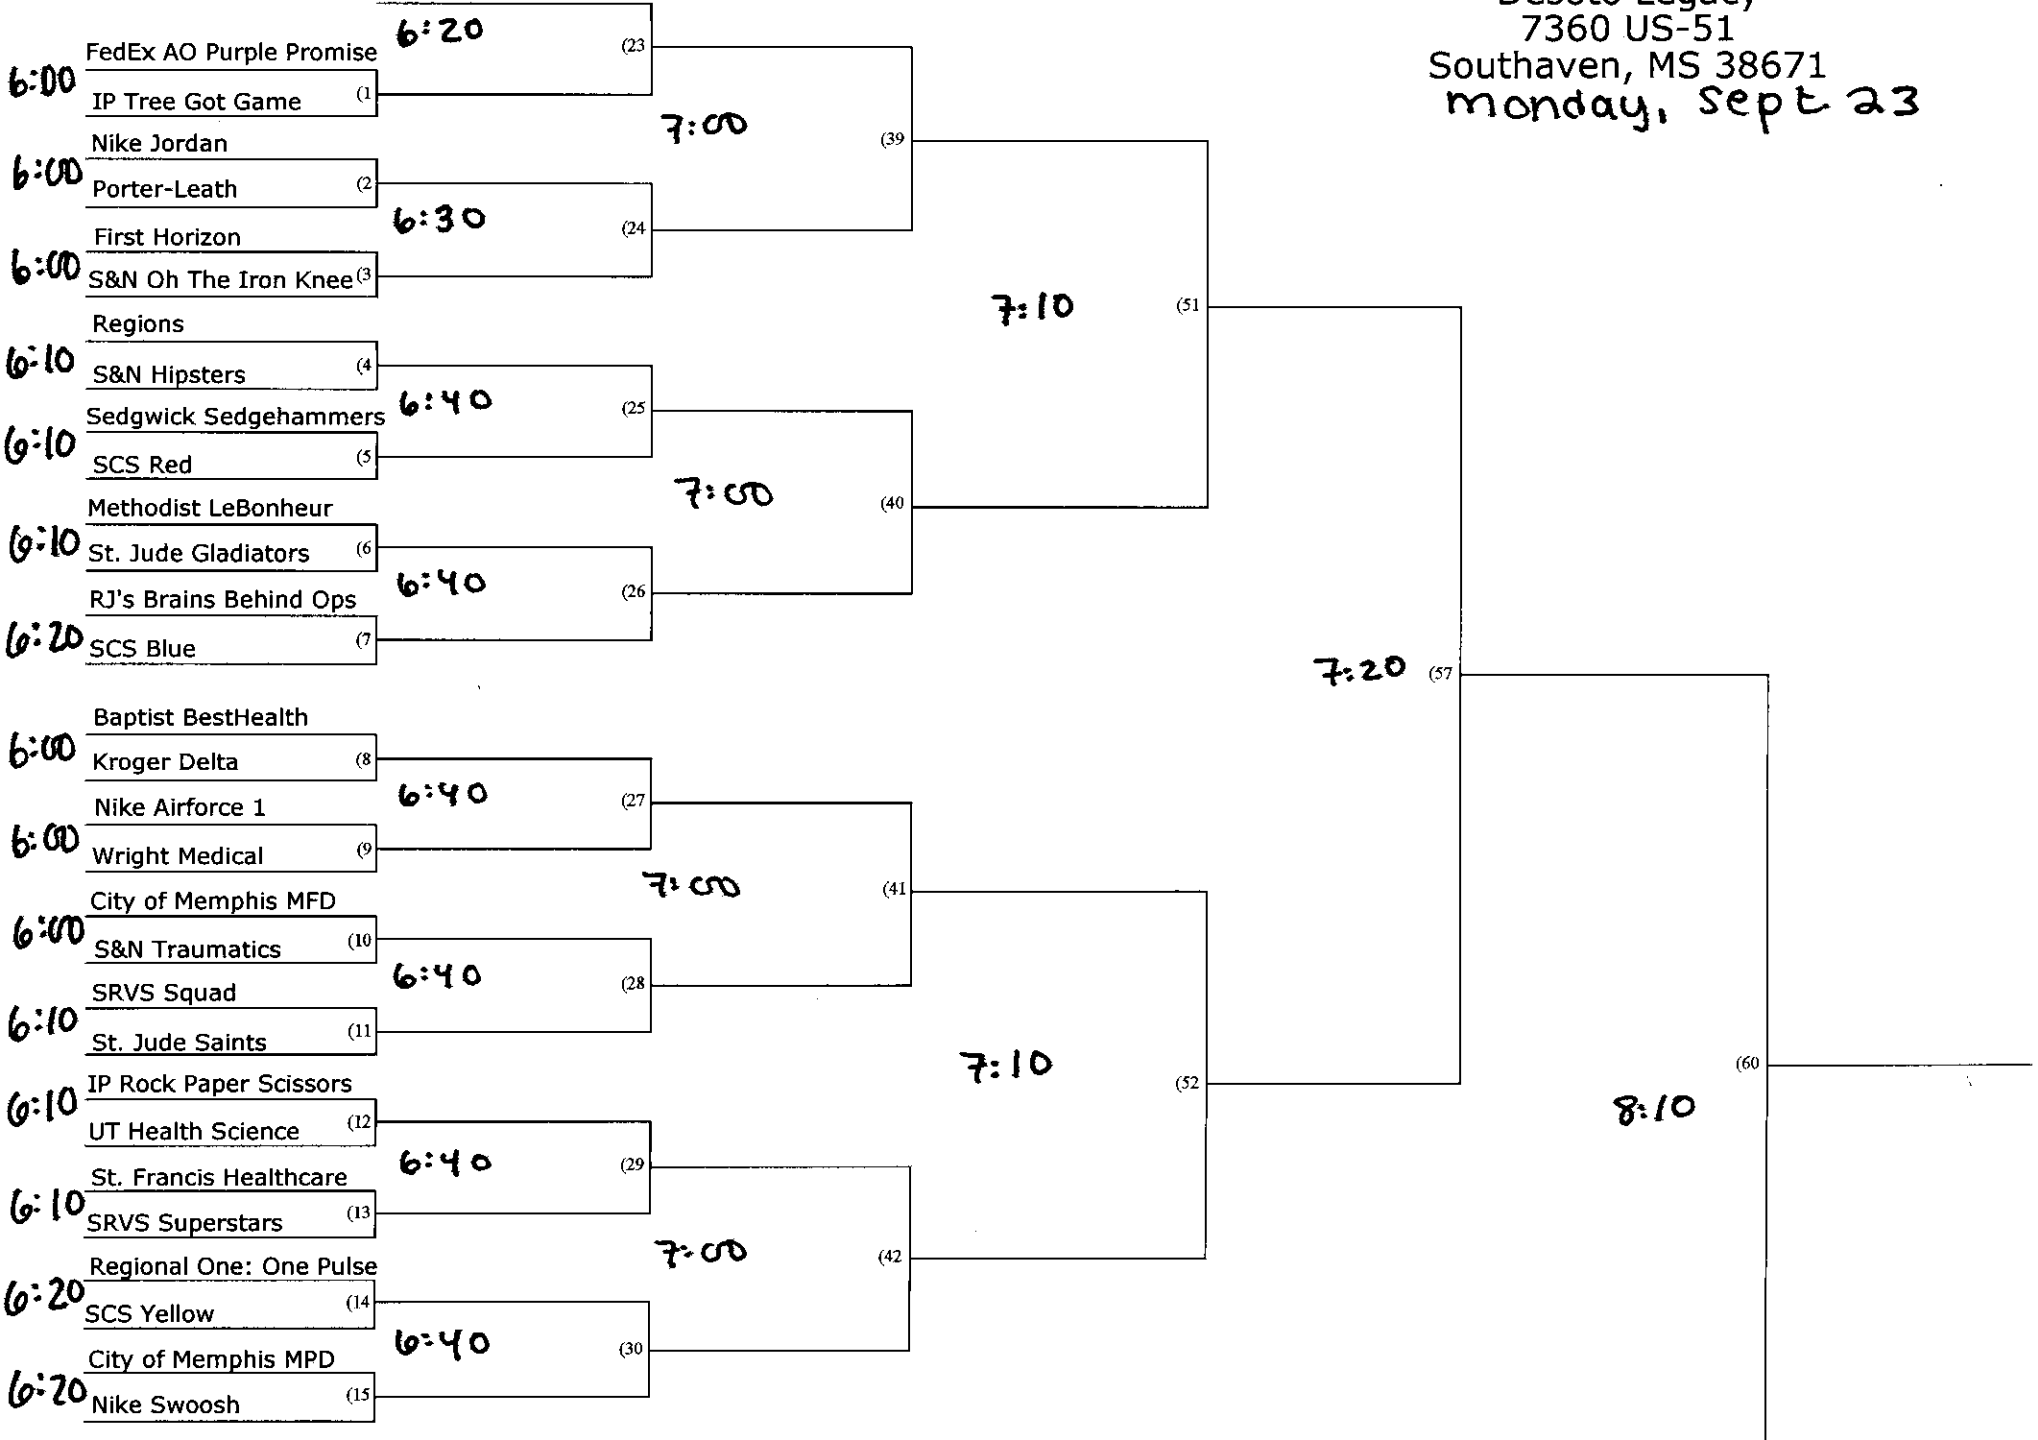 Desoto Legacy
7360 US-51
Southaven, MS 38671
monday, Sept 23
6:20
(23
FedEx AO Purple Promise
6:00
IP Tree Got Game (1
7:00
(39
Nike Jordan
6:00
Porter-Leath (2
6:30
(24
First Horizon
6:00
S&N Oh The Iron Knee (3
7:10
(51
Regions
6:10
S&N Hipsters (4
6:40
(25
Sedgwick Sedgehammers
6:10
SCS Red (5
7:00
(40
Methodist LeBonheur
6:10
St. Jude Gladiators (6
6:40
(26
RJ's Brains Behind Ops
6:20
SCS Blue (7
7:20
(57
Baptist BestHealth
6:00
Kroger Delta (8
6:40
(27
Nike Airforce 1
6:00
Wright Medical (9
7:00
(41
City of Memphis MFD
6:00
S&N Traumatics (10
6:40
(28
SRVS Squad
6:10
St. Jude Saints (11
7:10
(52
(60
8:10
IP Rock Paper Scissors
6:10
UT Health Science (12
6:40
(29
St. Francis Healthcare
6:10
SRVS Superstars (13
7:00
(42
Regional One: One Pulse
6:20
SCS Yellow (14
6:40
(30
City of Memphis MPD
6:20
Nike Swoosh (15